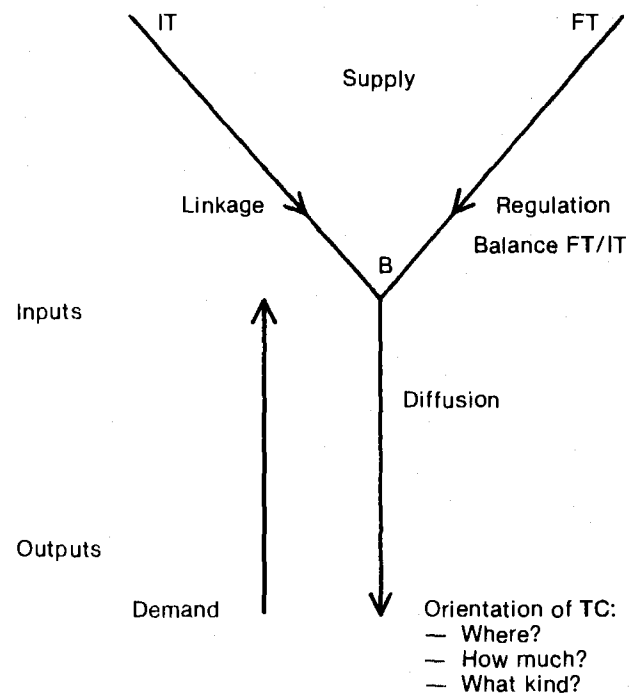 IT
FT
Supply
Linkage
Regulation
Balance FT/IT
B
Inputs
Diffusion
Outputs
Demand
Orientation of TC:
— Where?
— How much?
— What kind?